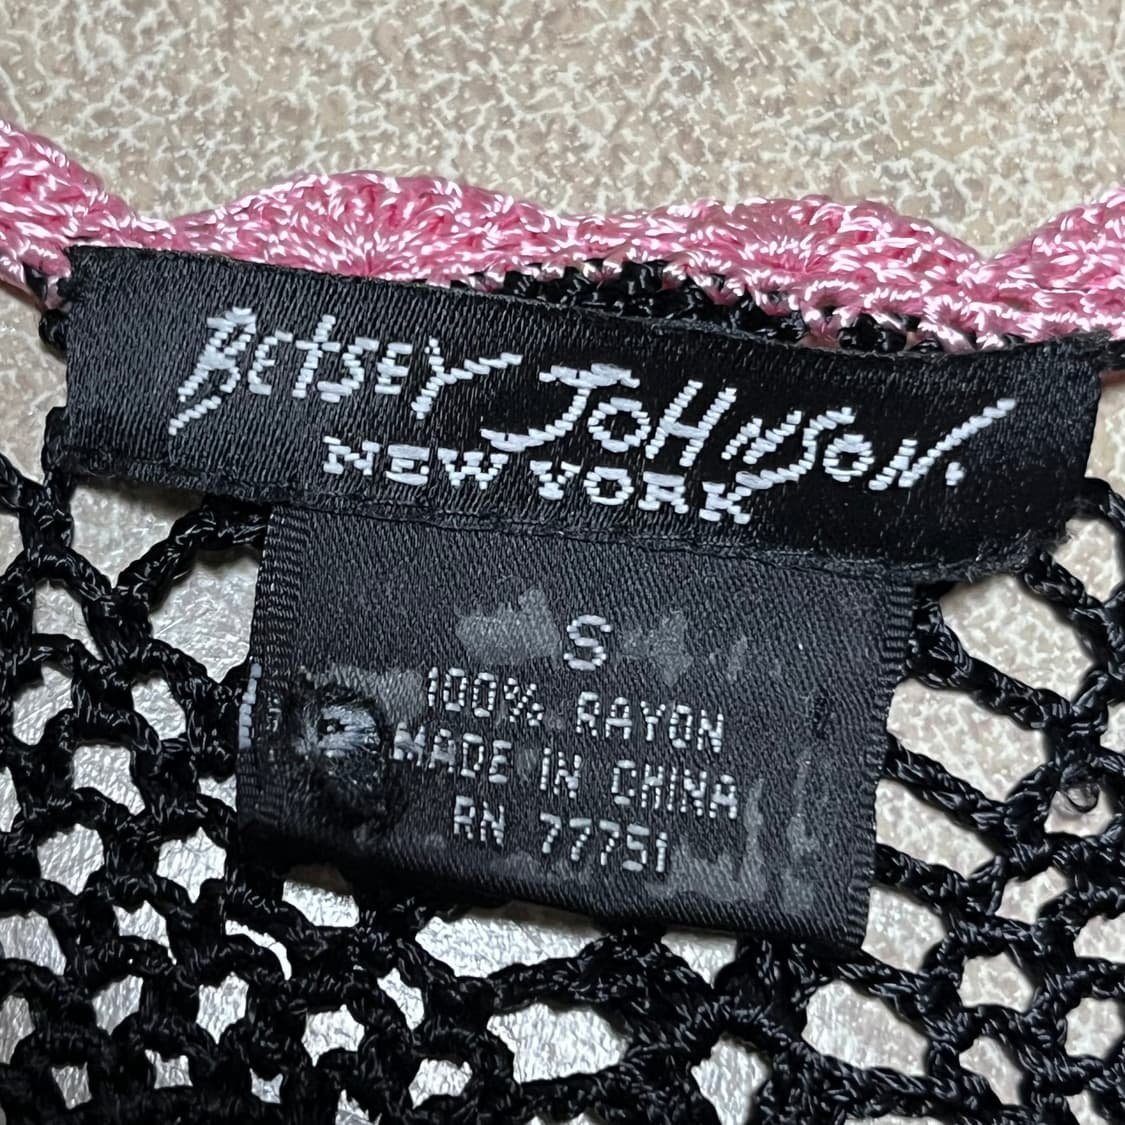 BEtSEY JOHNSON.
NEW YORK
S
100% RAYON
MADE IN CHINA
RN 77751